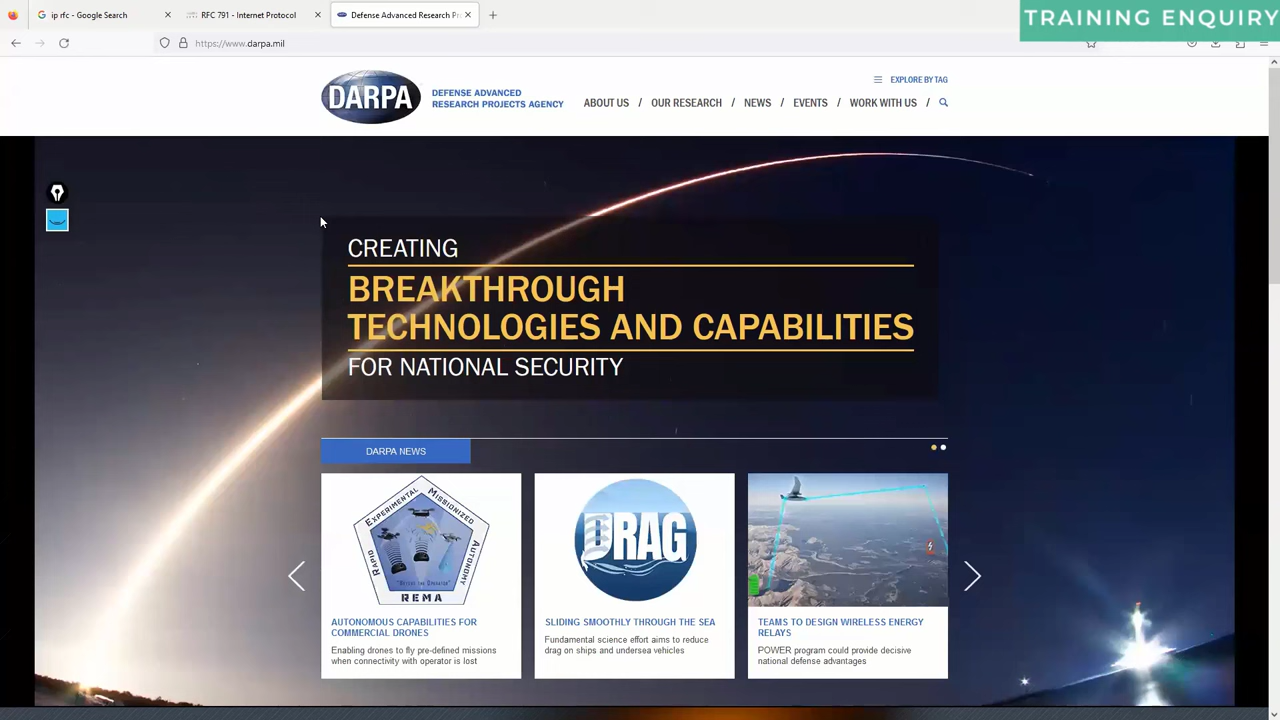 ip rfc - Google Search
RFC 791 - Internet Protocol
Defense Advanced Research Pr
TRAINING ENQUIRY
https://www.darpa.mil
EXPLORE BY TAG
DARPA
DEFENSE ADVANCED
RESEARCH PROJECTS AGENCY
ABOUT US / OUR RESEARCH / NEWS / EVENTS / WORK WITH US /
CREATING
BREAKTHROUGH
TECHNOLOGIES AND CAPABILITIES
FOR NATIONAL SECURITY
DARPA NEWS
RAPID EXPERIMENTAL MISSIONIZED AUTONOMY
REMA
DRAG
AUTONOMOUS CAPABILITIES FOR
COMMERCIAL DRONES
Enabling drones to fly pre-defined missions
when connectivity with operator is lost
SLIDING SMOOTHLY THROUGH THE SEA
Fundamental science effort aims to reduce
drag on ships and undersea vehicles
TEAMS TO DESIGN WIRELESS ENERGY
RELAYS
POWER program could provide decisive
national defense advantages